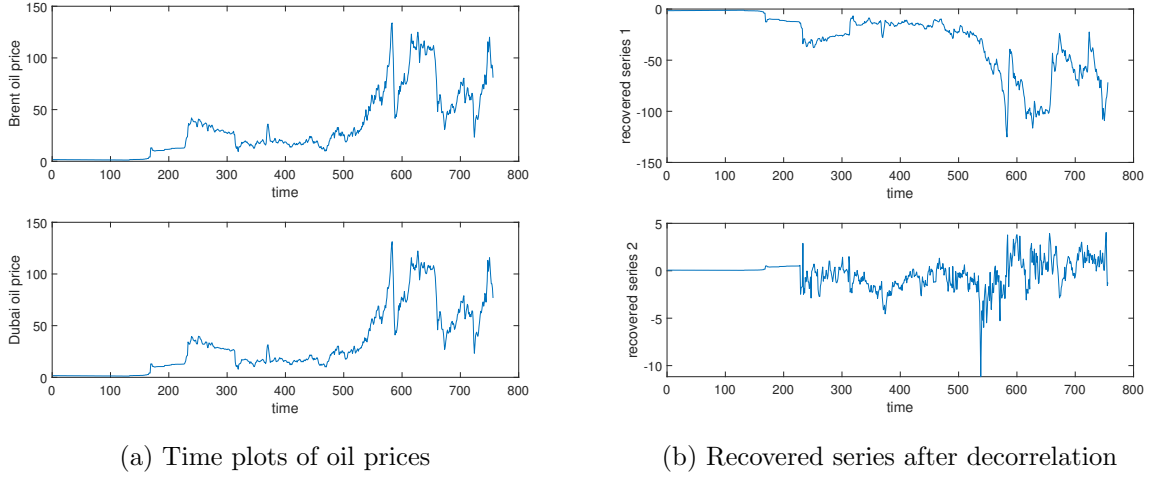 150
100
50
0
Brent oil price
0 100 200 300 400 500 600 700 800
time
150
100
50
0
Dubai oil price
0 100 200 300 400 500 600 700 800
time
(a) Time plots of oil prices
0
-50
-100
-150
recovered series 1
0 100 200 300 400 500 600 700 800
time
5
0
-5
-10
recovered series 2
0 100 200 300 400 500 600 700 800
time
(b) Recovered series after decorrelation